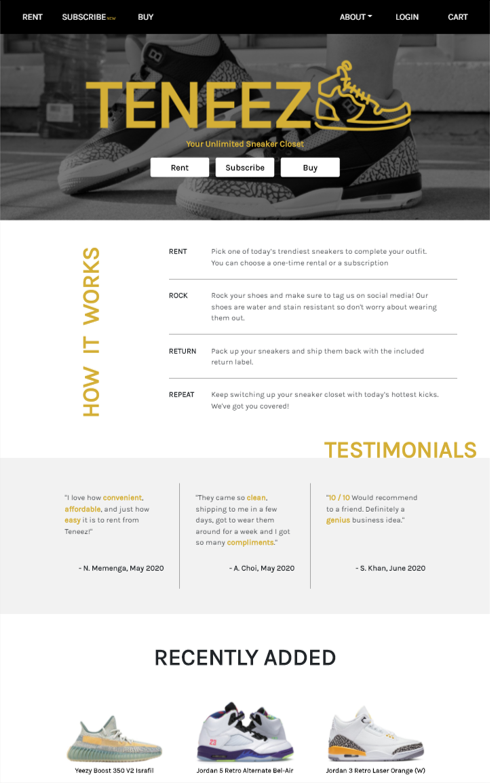 RENT SUBSCRIBE NEW BUY ABOUT LOGIN CART
TENEEZ
Your Unlimited Sneaker Closet
Rent Subscribe Buy
HOW IT WORKS
RENT Pick one of today's trendiest sneakers to complete your outfit.
You can choose a one-time rental or a subscription
ROCK Rock your shoes and make sure to tag us on social media! Our
shoes are water and stain resistant so don't worry about wearing
them out.
RETURN Pack up your sneakers and ship them back with the included
return label.
REPEAT Keep switching up your sneaker closet with today's hottest kicks.
We've got you covered!
TESTIMONIALS
"I love how convenient,
affordable, and just how
easy it is to rent from
Teneez!"
- N. Memenga, May 2020
"They came so clean,
shipping to me in a few
days, got to wear them
around for a week and I got
so many compliments."
- A. Choi, May 2020
"10 / 10 Would recommend
to a friend. Definitely a
genius business idea."
- S. Khan, June 2020
RECENTLY ADDED
Yeezy Boost 350 V2 Israfil
Jordan 5 Retro Alternate Bel-Air
Jordan 3 Retro Laser Orange (W)